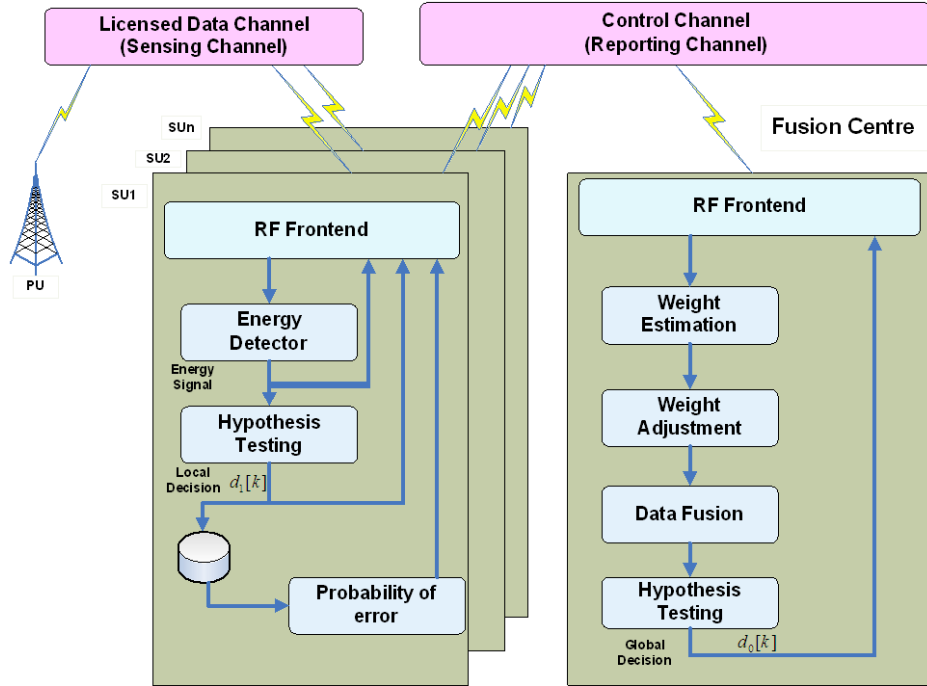 Licensed Data Channel
(Sensing Channel)
Control Channel
(Reporting Channel)
SUn
SU2
SU1
Fusion Centre
PU
RF Frontend
Energy
Detector
Energy
Signal
Hypothesis
Testing
Local
Decision
d₁[k]
Probability of
error
RF Frontend
Weight
Estimation
Weight
Adjustment
Data Fusion
Hypothesis
Testing
Global
Decision
d₀[k]